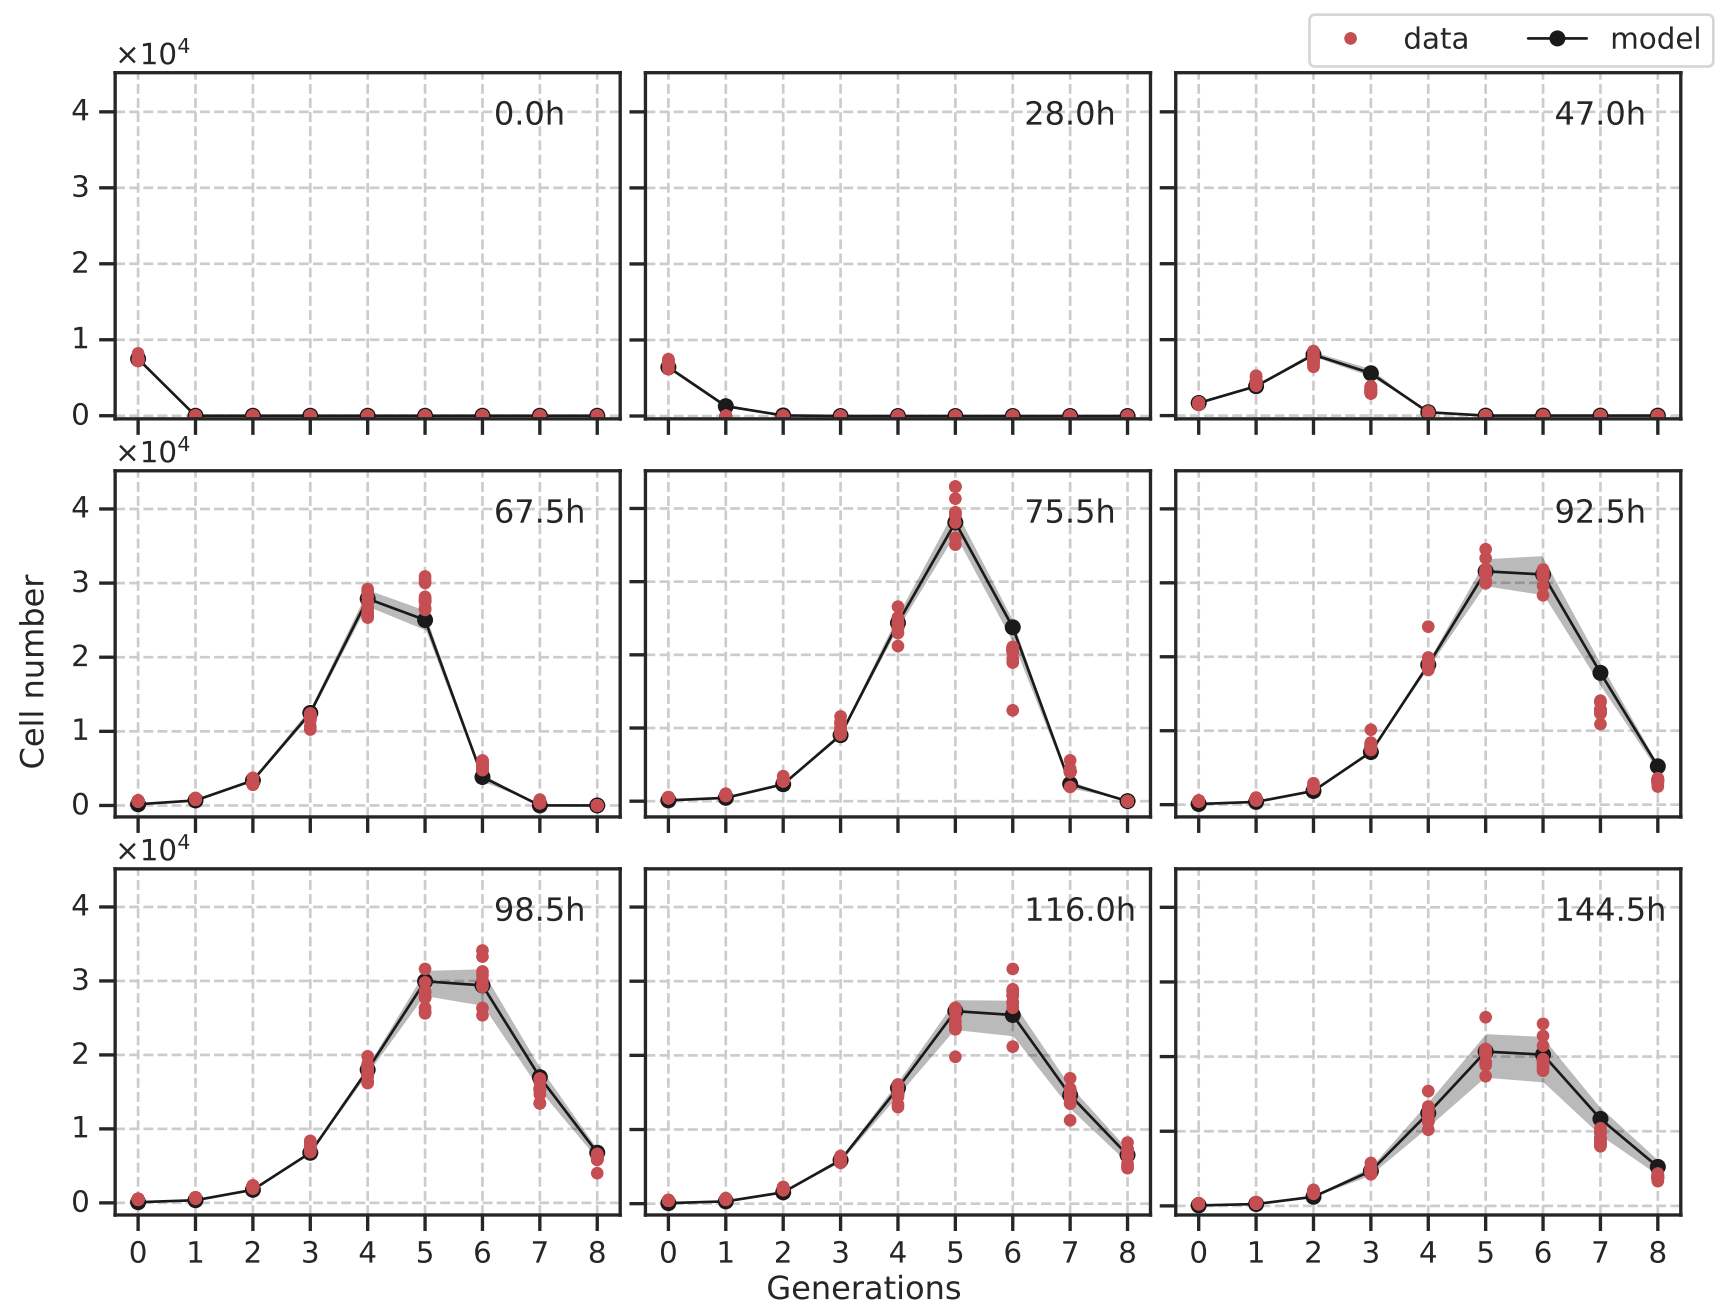 data model
×10⁴
4 0.0h 28.0h 47.0h
3
2
1
0
×10⁴
4 67.5h 75.5h 92.5h
3
2
1
0
Cell number
×10⁴
4 98.5h 116.0h 144.5h
3
2
1
0
0 1 2 3 4 5 6 7 8 0 1 2 3 4 5 6 7 8 0 1 2 3 4 5 6 7 8
Generations